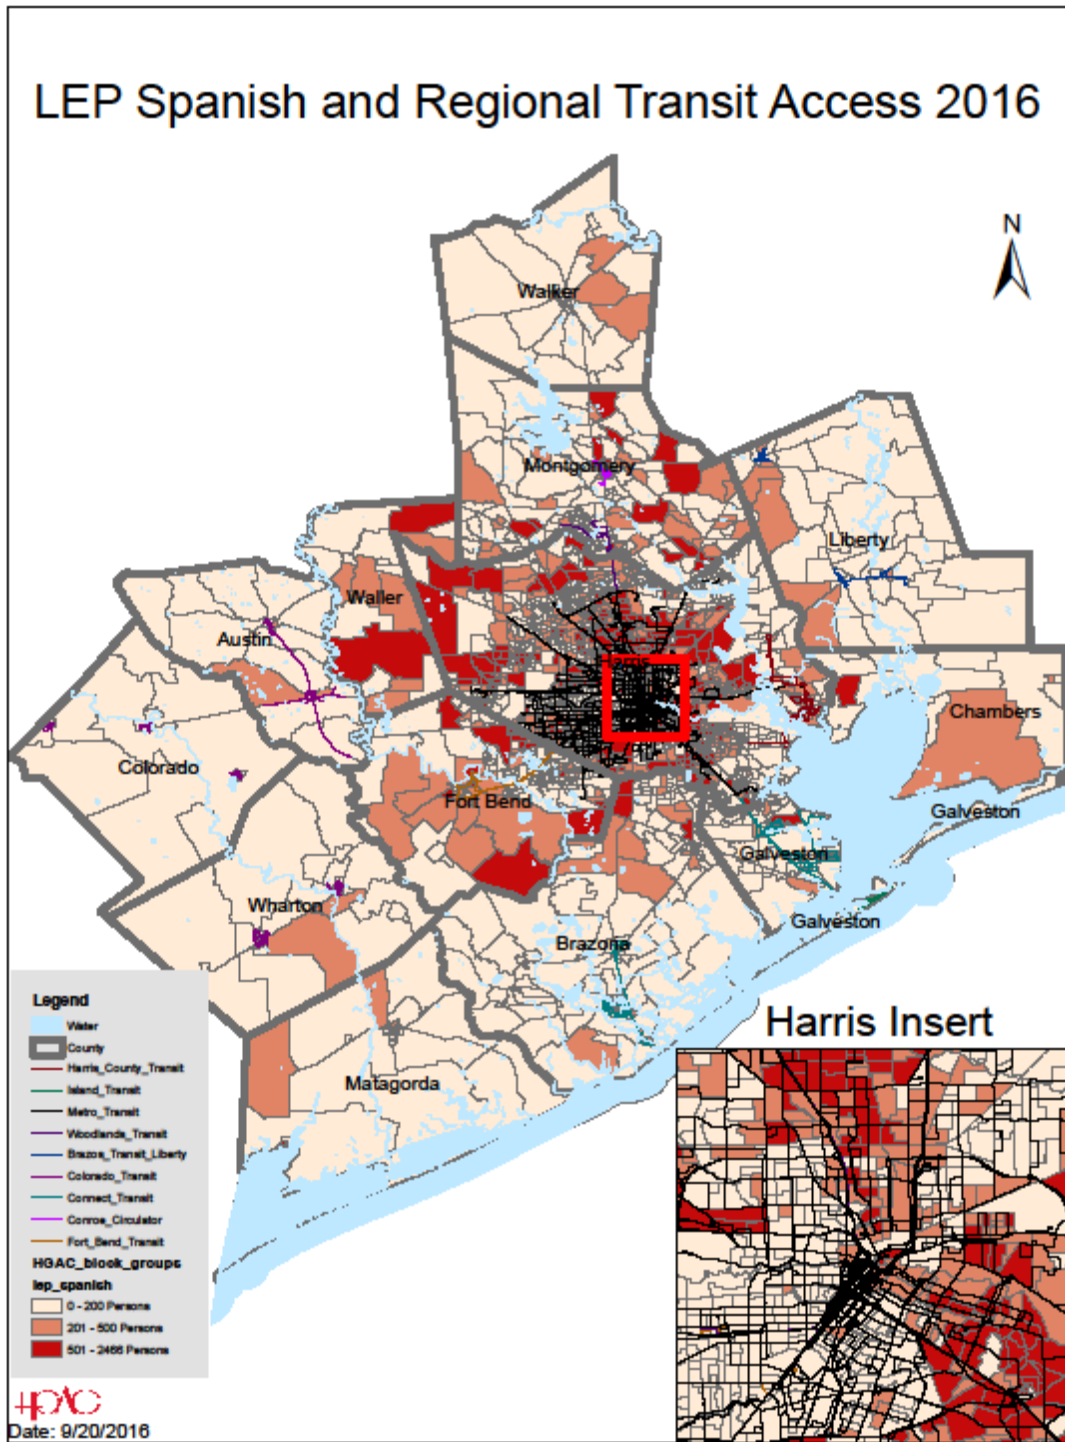 LEP Spanish and Regional Transit Access 2016
N
Walker
Montgomery
Liberty
Waller
Austin
Harris
Chambers
Colorado
Fort Bend
Galveston
Galveston
Wharton
Galveston
Brazoria
Matagorda
Legend
Water
County
Harris_County_Transit
Island_Transit
Metro_Transit
Woodlands_Transit
Brazos_Transit_Liberty
Colorado_Transit
Connect_Transit
Conroe_Circulator
Fort_Bend_Transit
HGAC_block_groups
lep_spanish
0 - 200 Persons
201 - 500 Persons
501 - 2466 Persons
Harris Insert
Date: 9/20/2016